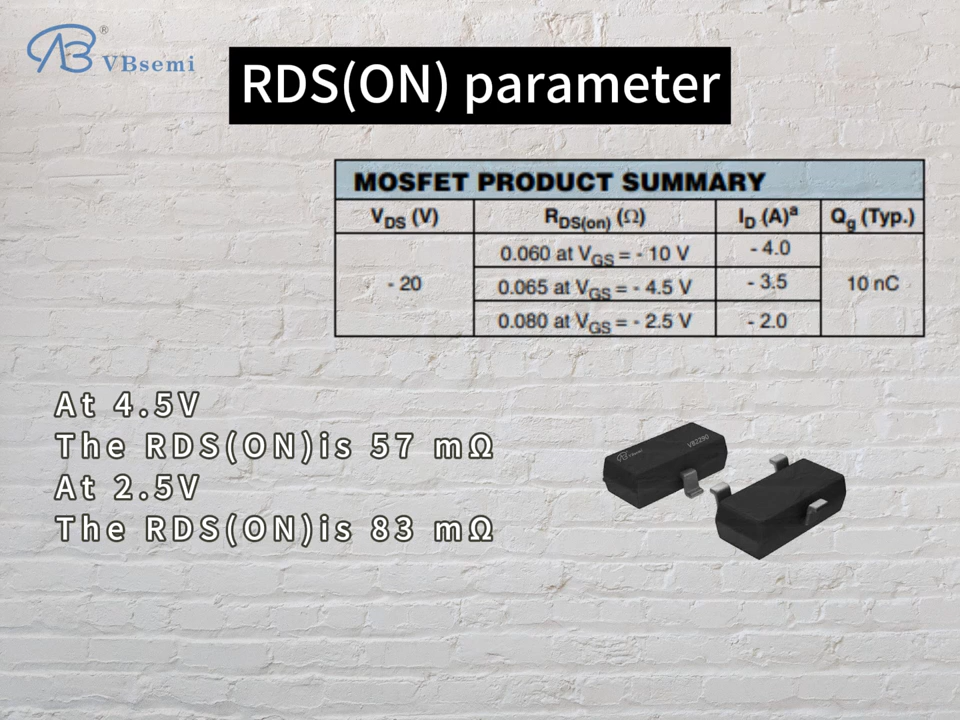 VBsemi®
RDS(ON) parameter
MOSFET PRODUCT SUMMARY
VDS (V) RDS(on) (Ω) ID (A)a Qg (Typ.)
- 20 0.060 at VGS = - 10 V - 4.0 10 nC
0.065 at VGS = - 4.5 V - 3.5
0.080 at VGS = - 2.5 V - 2.0
At 4.5V
The RDS(ON)is 57 mΩ
At 2.5V
The RDS(ON)is 83 mΩ
VBsemi
VB2290